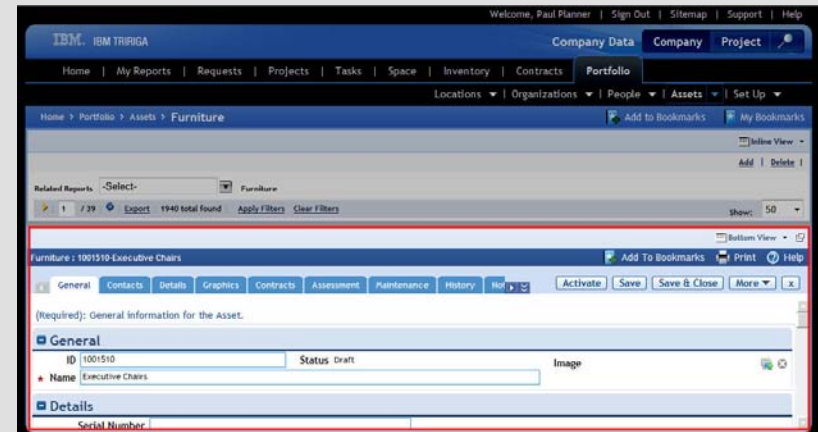 Welcome, Paul Planner | Sign Out | Sitemap | Support | Help
IBM. IBM TRIRIGA
Company Data Company Project
Home | My Reports | Requests | Projects | Tasks | Space | Inventory | Contracts Portfolio
Locations | Organizations | People | Assets | Set Up
Home > Portfolio > Assets > Furniture Add to Bookmarks My Bookmarks
Inline View
Add | Delete |
Related Reports -Select- Furniture
1 / 39 Export 1940 total found Apply Filters Clear Filters Show: 50
Bottom View
Furniture : 1001510-Executive Chairs Add To Bookmarks Print Help
General Contacts Details Graphics Contracts Assessment Maintenance History Activate Save Save & Close More x
(Required): General information for the Asset.
General
ID 1001510 Status Draft Image
* Name Executive Chairs
Details
Serial Number